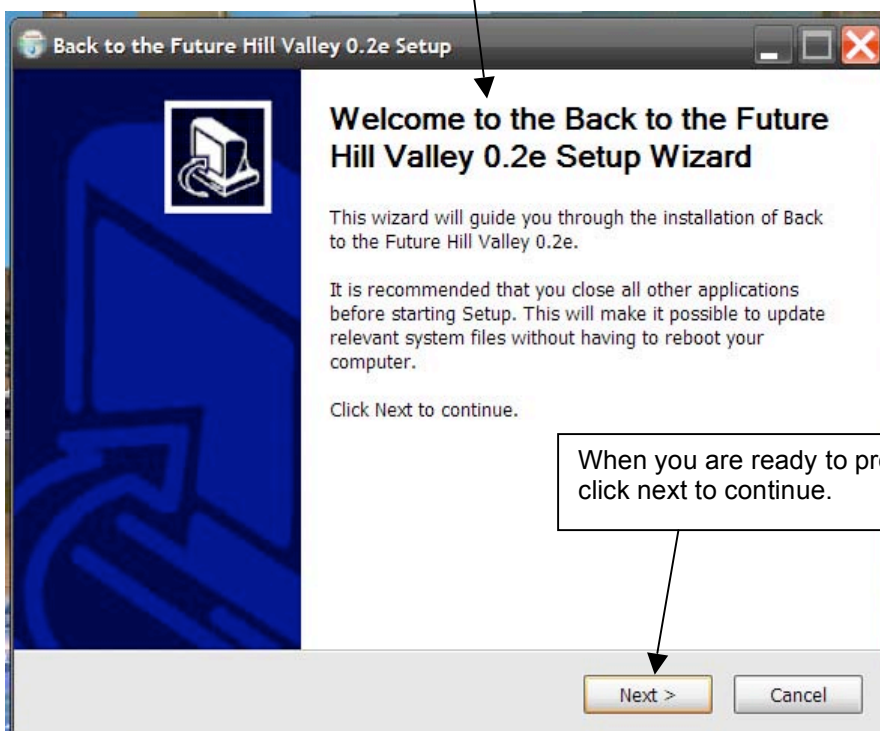 Back to the Future Hill Valley 0.2e Setup
Welcome to the Back to the Future
Hill Valley 0.2e Setup Wizard
This wizard will guide you through the installation of Back
to the Future Hill Valley 0.2e.
It is recommended that you close all other applications
before starting Setup. This will make it possible to update
relevant system files without having to reboot your
computer.
Click Next to continue.
When you are ready to
click next to continue.
Next >
Cancel